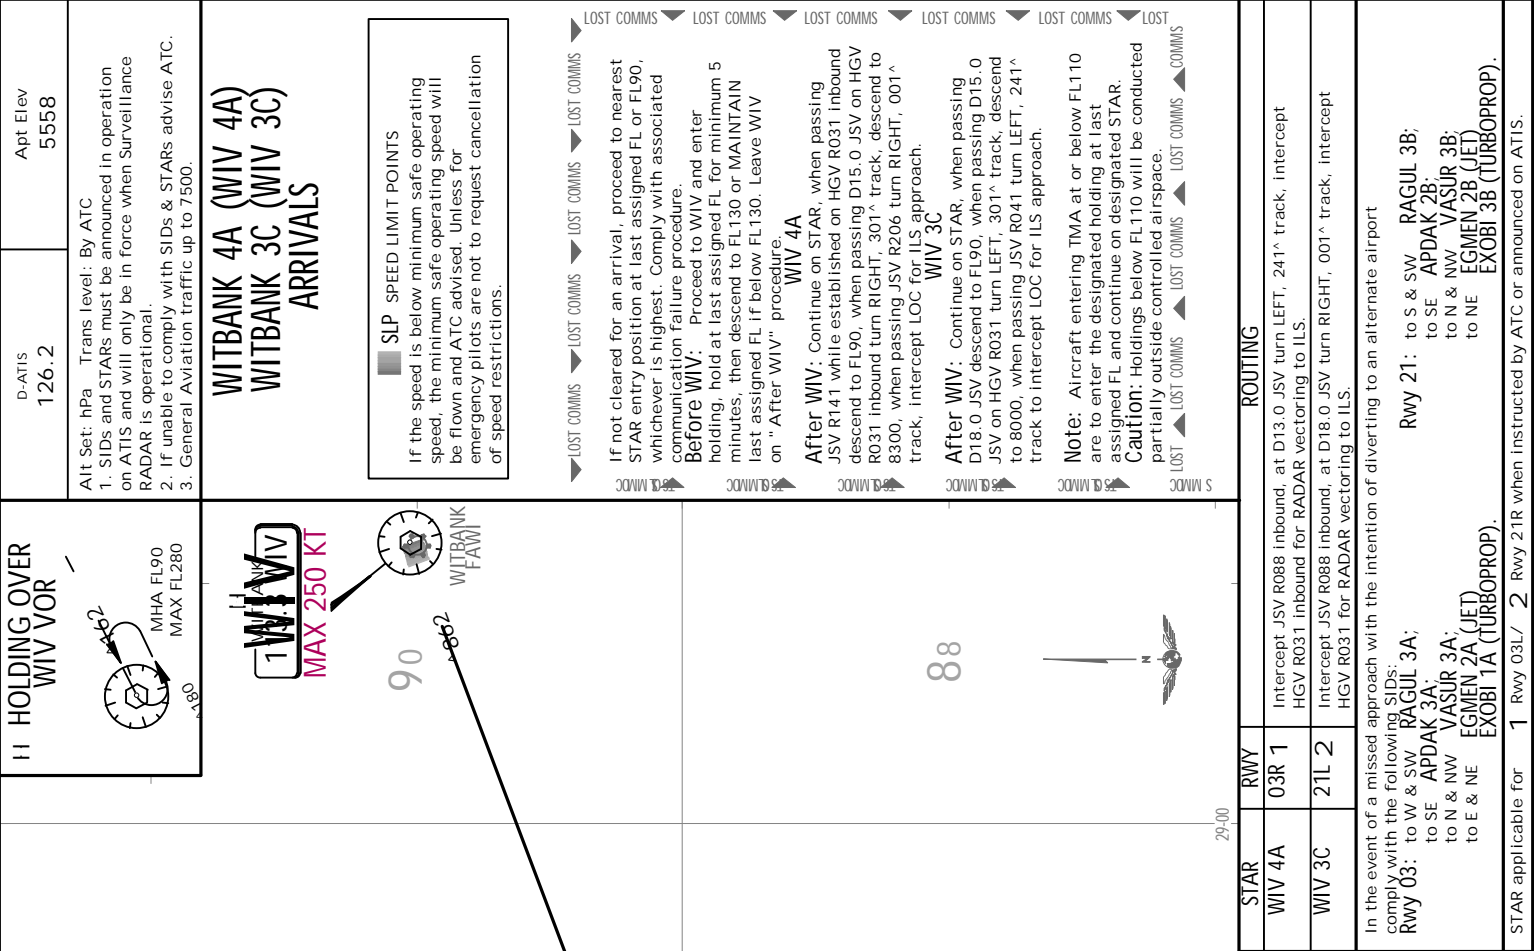 D-ATIS
126.2
Apt Elev
5558
Alt Set: hPa Trans level: By ATC
1. SIDs and STARs must be announced in operation
on ATIS and will only be in force when Surveillance
RADAR is operational.
2. If unable to comply with SIDs & STARs advise ATC.
3. General Aviation traffic up to 7500.
WITBANK 4A (WIV 4A)
WITBANK 3C (WIV 3C)
ARRIVALS
SLP SPEED LIMIT POINTS
If the speed is below minimum safe operating
speed, the minimum safe operating speed will
be flown and ATC advised. Unless for
emergency pilots are not to request cancellation
of speed restrictions.
LOST COMMS LOST COMMS LOST COMMS LOST COMMS LOST
LOST COMMS LOST COMMS LOST COMMS LOST COMMS
If not cleared for an arrival, proceed to nearest
STAR entry position at last assigned FL or FL90,
whichever is highest. Comply with associated
communication failure procedure.
Before WIV: Proceed to WIV and enter
holding, hold at last assigned FL for minimum 5
minutes, then descend to FL130 or MAINTAIN
last assigned FL if below FL130. Leave WIV
on " After WIV" procedure.
WIV 4A
After WIV: Continue on STAR, when passing
JSV R141 while established on HGV R031 inbound
descend to FL90, when passing D15.0 JSV on HGV
R031 inbound turn RIGHT, 301^ track, descend to
8300, when passing JSV R206 turn RIGHT, 001^
track, intercept LOC for ILS approach.
WIV 3C
After WIV: Continue on STAR, when passing
D18.0 JSV descend to FL90, when passing D15.0
JSV on HGV R031 turn LEFT, 301^ track, descend
to 8000, when passing JSV R041 turn LEFT, 241^
track to intercept LOC for ILS approach.
Note: Aircraft entering TMA at or below FL110
are to enter the designated holding at last
assigned FL and continue on designated STAR.
Caution: Holdings below FL110 will be conducted
partially outside controlled airspace.
LOST COMMS LOST COMMS LOST COMMS LOST COMMS
HOLDING OVER
WIV VOR
MHA FL90
MAX FL280
WIV
MAX 250 KT
WITBANK
FAWI
90
88
N
29-00
STAR RWY ROUTING
WIV 4A 03R 1 Intercept JSV R088 inbound, at D13.0 JSV turn LEFT, 241^ track, intercept
HGV R031 inbound for RADAR vectoring to ILS.
WIV 3C 21L 2 Intercept JSV R088 inbound, at D18.0 JSV turn RIGHT, 001^ track, intercept
HGV R031 for RADAR vectoring to ILS.
In the event of a missed approach with the intention of diverting to an alternate airport
comply with the following SIDs:
Rwy 03: to W & SW RAGUL 3A; Rwy 21: to S & SW RAGUL 3B;
to SE APDAK 3A; to SE APDAK 2B;
to N & NW VASUR 3A; to N & NW VASUR 3B;
to E & NE EGMEN 2A (JET) to NE EGMEN 2B (JET)
EXOBI 1A (TURBOPROP). EXOBI 3B (TURBOPROP).
STAR applicable for 1 Rwy 03L/ 2 Rwy 21R when instructed by ATC or announced on ATIS.